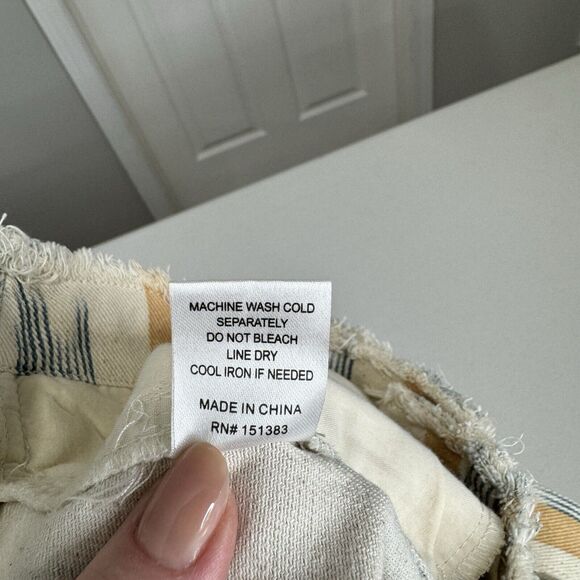 MACHINE WASH COLD
SEPARATELY
DO NOT BLEACH
LINE DRY
COOL IRON IF NEEDED
MADE IN CHINA
RN# 151383